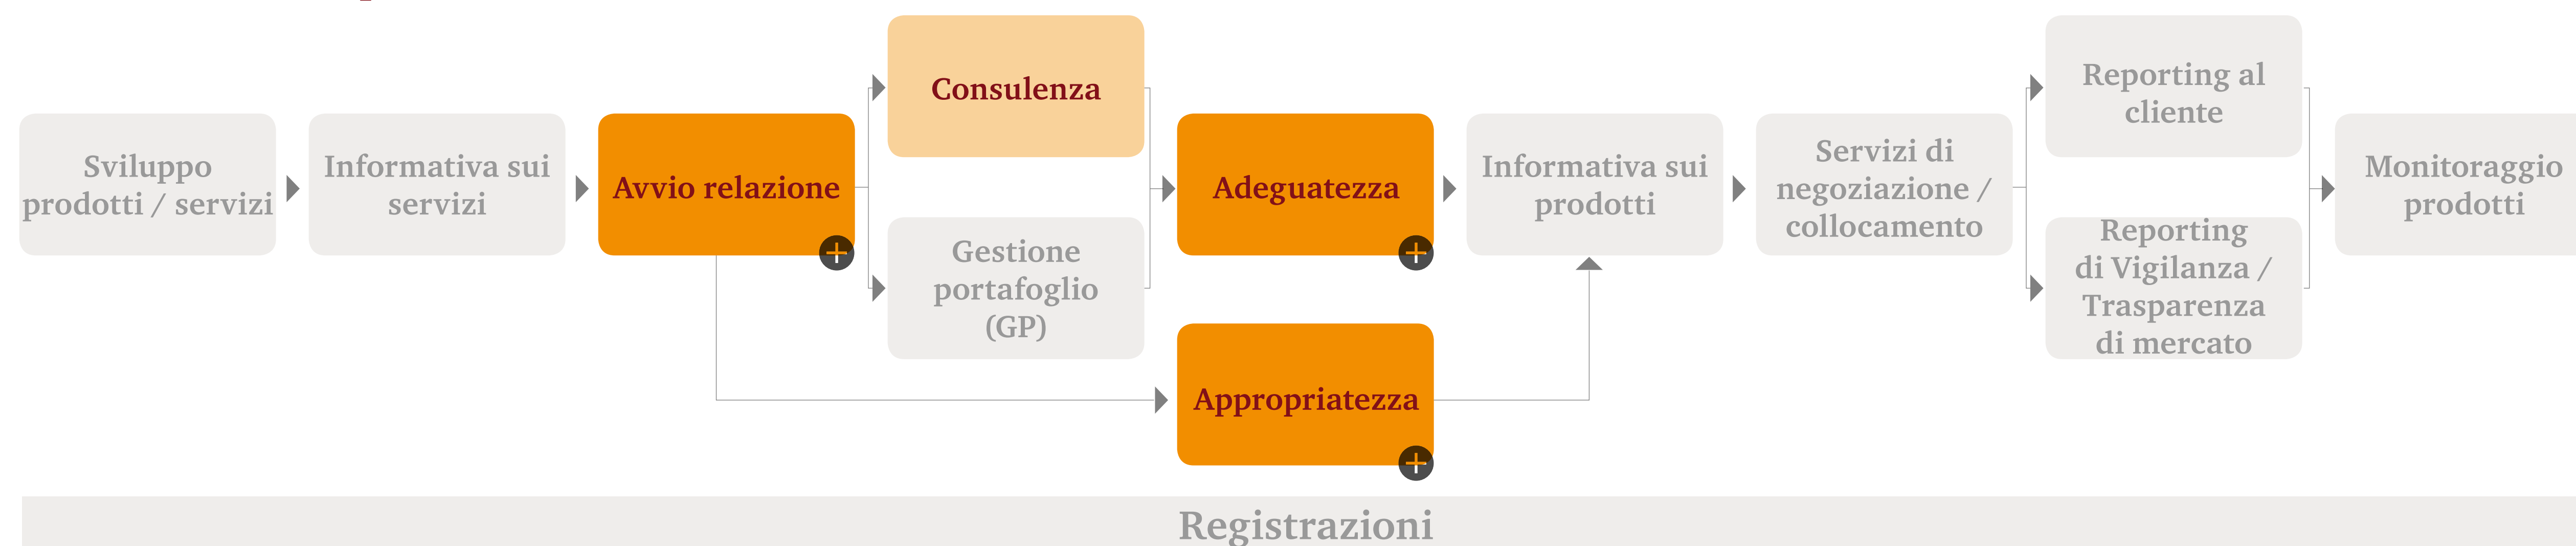 Sviluppo
prodotti / servizi
Informativa sui
servizi
Avvio relazione
Consulenza
Gestione
portafoglio
(GP)
Adeguatezza
Appropriatezza
Informativa sui
prodotti
Servizi di
negoziazione /
collocamento
Reporting al
cliente
Reporting
di Vigilanza /
Trasparenza
di mercato
Monitoraggio
prodotti
Registrazioni